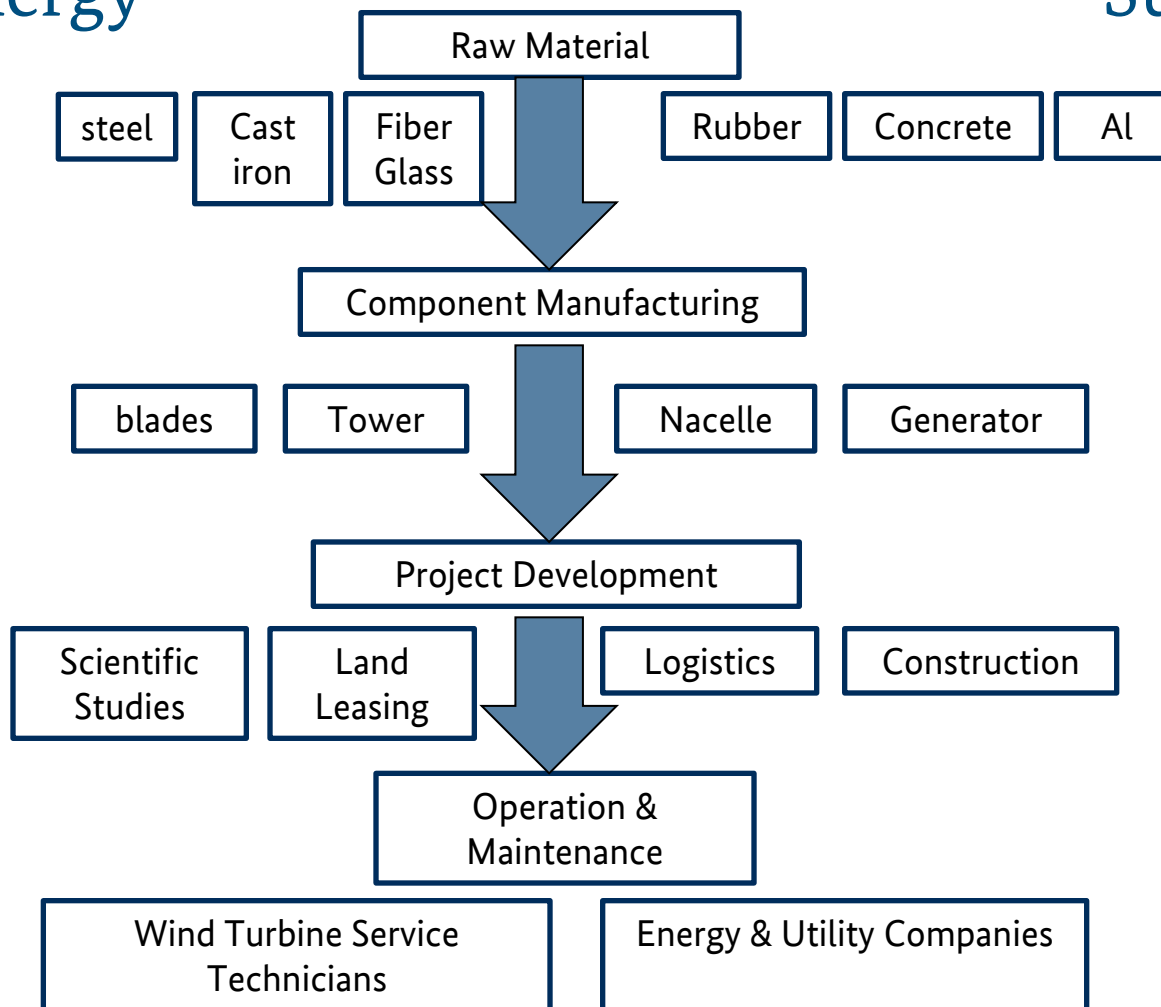 Raw Material
steel
Cast
iron
Fiber
Glass
Rubber
Concrete
Al
Component Manufacturing
blades
Tower
Nacelle
Generator
Project Development
Scientific
Studies
Land
Leasing
Logistics
Construction
Operation &
Maintenance
Wind Turbine Service
Technicians
Energy & Utility Companies